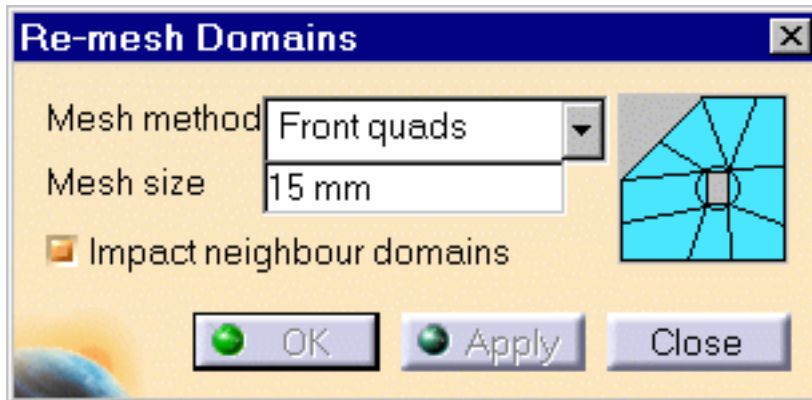 Re-mesh Domains
Mesh method Front quads
Mesh size 15 mm
Impact neighbour domains
OK Apply Close